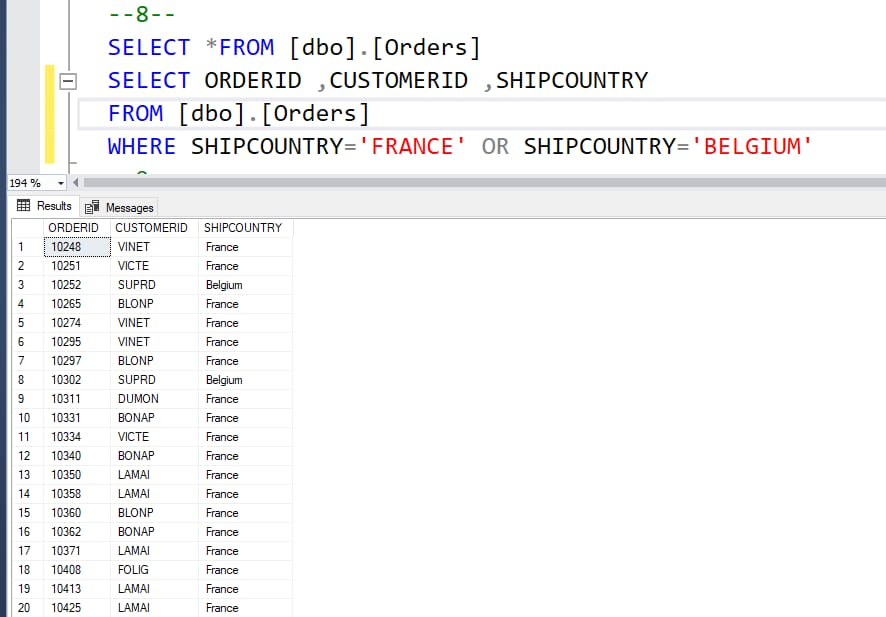 --8--
SELECT *FROM [dbo].[Orders]
SELECT ORDERID ,CUSTOMERID ,SHIPCOUNTRY
FROM [dbo].[Orders]
WHERE SHIPCOUNTRY='FRANCE' OR SHIPCOUNTRY='BELGIUM'
194 %
Results Messages
ORDERID CUSTOMERID SHIPCOUNTRY
1 10248 VINET France
2 10251 VICTE France
3 10252 SUPRD Belgium
4 10265 BLONP France
5 10274 VINET France
6 10295 VINET France
7 10297 BLONP France
8 10302 SUPRD Belgium
9 10311 DUMON France
10 10331 BONAP France
11 10334 VICTE France
12 10340 BONAP France
13 10350 LAMAI France
14 10358 LAMAI France
15 10360 BLONP France
16 10362 BONAP France
17 10371 LAMAI France
18 10408 FOLIG France
19 10413 LAMAI France
20 10425 LAMAI France